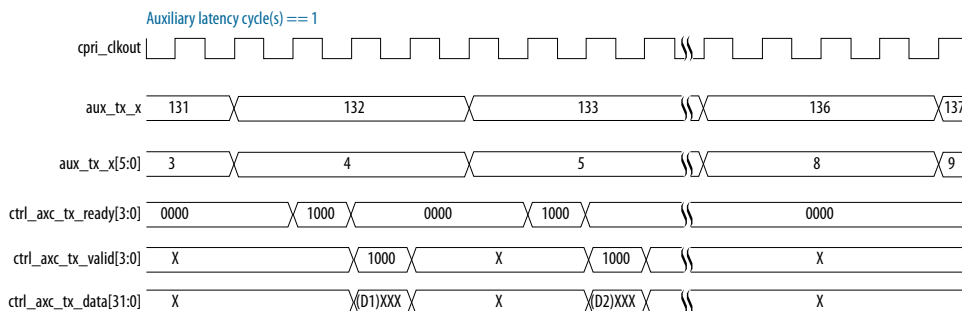 Auxiliary latency cycle(s) == 1
cpri_clkout
aux_tx_x 131 132 133 136 137
aux_tx_x[5:0] 3 4 5 8 9
ctrl_axc_tx_ready[3:0] 0000 1000 0000 1000 0000
ctrl_axc_tx_valid[3:0] X 1000 X 1000 X
ctrl_axc_tx_data[31:0] X (D1)XXX X (D2)XXX X